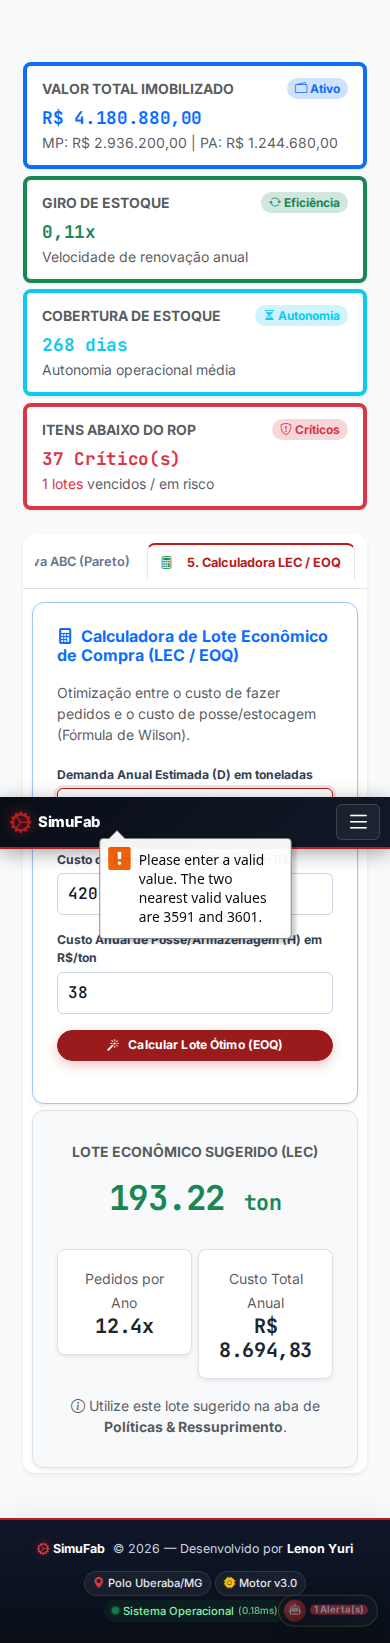 VALOR TOTAL IMOBILIZADO
Ativo
R$ 4.180.880,00
MP: R$ 2.936.200,00 | PA: R$ 1.244.680,00
GIRO DE ESTOQUE
Eficiência
0,11x
Velocidade de renovação anual
COBERTURA DE ESTOQUE
Autonomia
268 dias
Autonomia operacional média
ITENS ABAIXO DO ROP
Críticos
37 Crítico(s)
1 lotes vencidos / em risco
va ABC (Pareto)
5. Calculadora LEC / EOQ
Calculadora de Lote Econômico
de Compra (LEC / EOQ)
Otimização entre o custo de fazer
pedidos e o custo de posse/estocagem
(Fórmula de Wilson).
Demanda Anual Estimada (D) em toneladas
SimuFab
Please enter a valid
value. The two
nearest valid values
are 3591 and 3601.
Custo
420
Custo Anual de Posse/Armazenagem (H) em
R$/ton
38
Calcular Lote Ótimo (EOQ)
LOTE ECONÔMICO SUGERIDO (LEC)
193.22 ton
Pedidos por
Ano
12.4x
Custo Total
Anual
R$
8.694,83
Utilize este lote sugerido na aba de
Políticas & Ressuprimento.
SimuFab © 2026 — Desenvolvido por Lenon Yuri
Polo Uberaba/MG
Motor v3.0
Sistema Operacional (0.18ms)
1 Alerta(s)